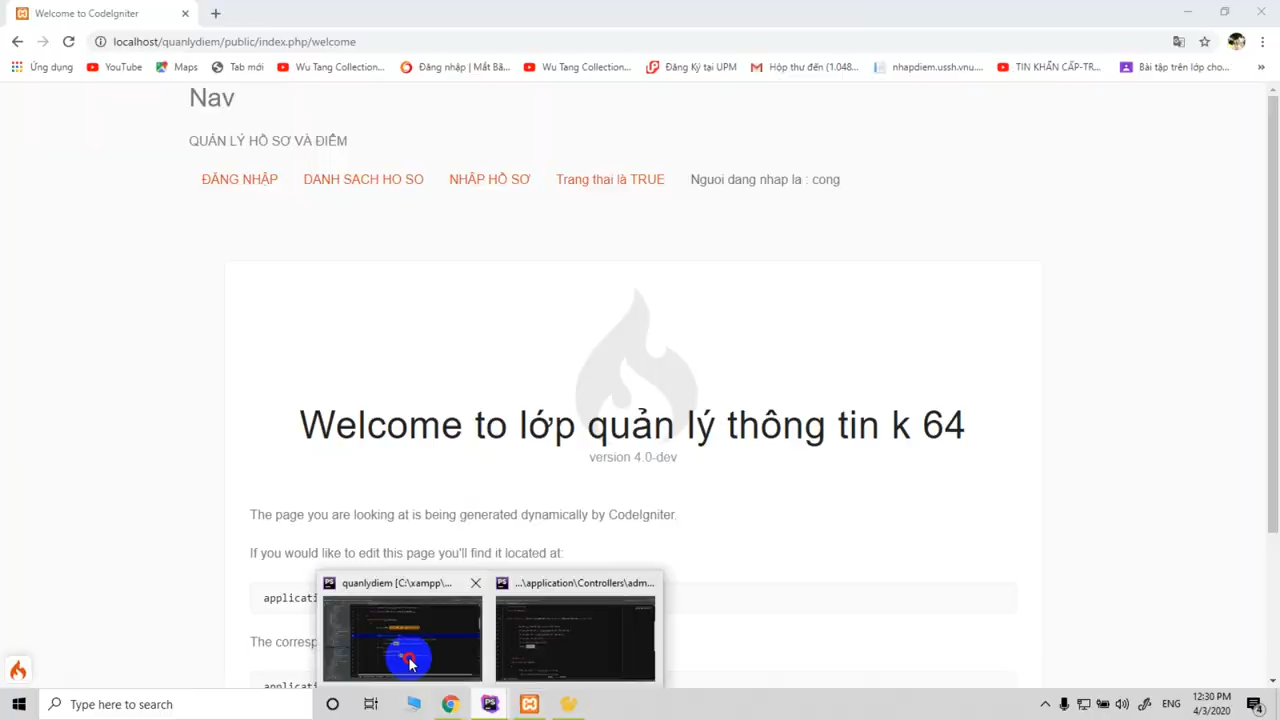 Welcome to CodeIgniter
localhost/quanlydiem/public/index.php/welcome
Ứng dụng YouTube Maps Tab mới Wu Tang Collection... Đăng nhập | Mắt Bã... Wu Tang Collection... Đăng Ký tại UPM Hộp thư đến (1.048... nhapdiem.ussh.vnu.... TIN KHẨN CẤP-TR... Bài tập trên lớp cho... »
Nav
QUẢN LÝ HỒ SƠ VÀ ĐIỂM
ĐĂNG NHẬP DANH SACH HO SO NHẬP HỒ SƠ Trang thai là TRUE Nguoi dang nhap la : cong
Welcome to lớp quản lý thông tin k 64
version 4.0-dev
The page you are looking at is being generated dynamically by CodeIgniter.
If you would like to edit this page you'll find it located at:
quanlydiem [C:\xampp\... ...\application\Controllers\adm...
applicati
The corresp
Type here to search
ENG
12:30 PM
4/3/2020
4